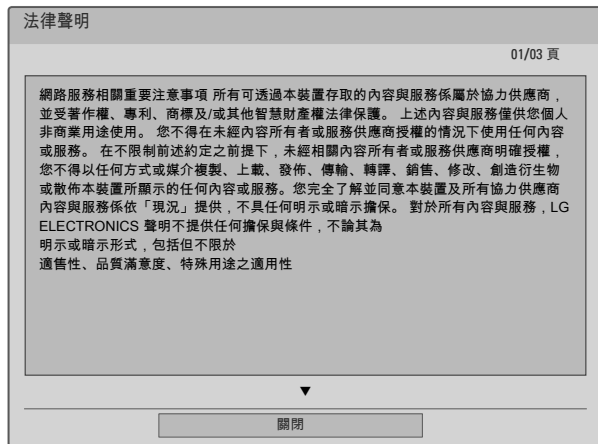 法律聲明
01/03 頁
網路服務相關重要注意事項 所有可透過本裝置存取的內容與服務係屬於協力供應商，
並受著作權、專利、商標及/或其他智慧財產權法律保護。 上述內容與服務僅供您個人
非商業用途使用。 您不得在未經內容所有者或服務供應商授權的情況下使用任何內容
或服務。 在不限制前述約定之前提下，未經相關內容所有者或服務供應商明確授權，
您不得以任何方式或媒介複製、上載、發佈、傳輸、轉譯、銷售、修改、創造衍生物
或散佈本裝置所顯示的任何內容或服務。您完全了解並同意本裝置及所有協力供應商
內容與服務係依「現況」提供，不具任何明示或暗示擔保。 對於所有內容與服務，LG
ELECTRONICS 聲明不提供任何擔保與條件，不論其為
明示或暗示形式，包括但不限於
適售性、品質滿意度、特殊用途之適用性
▼
關閉